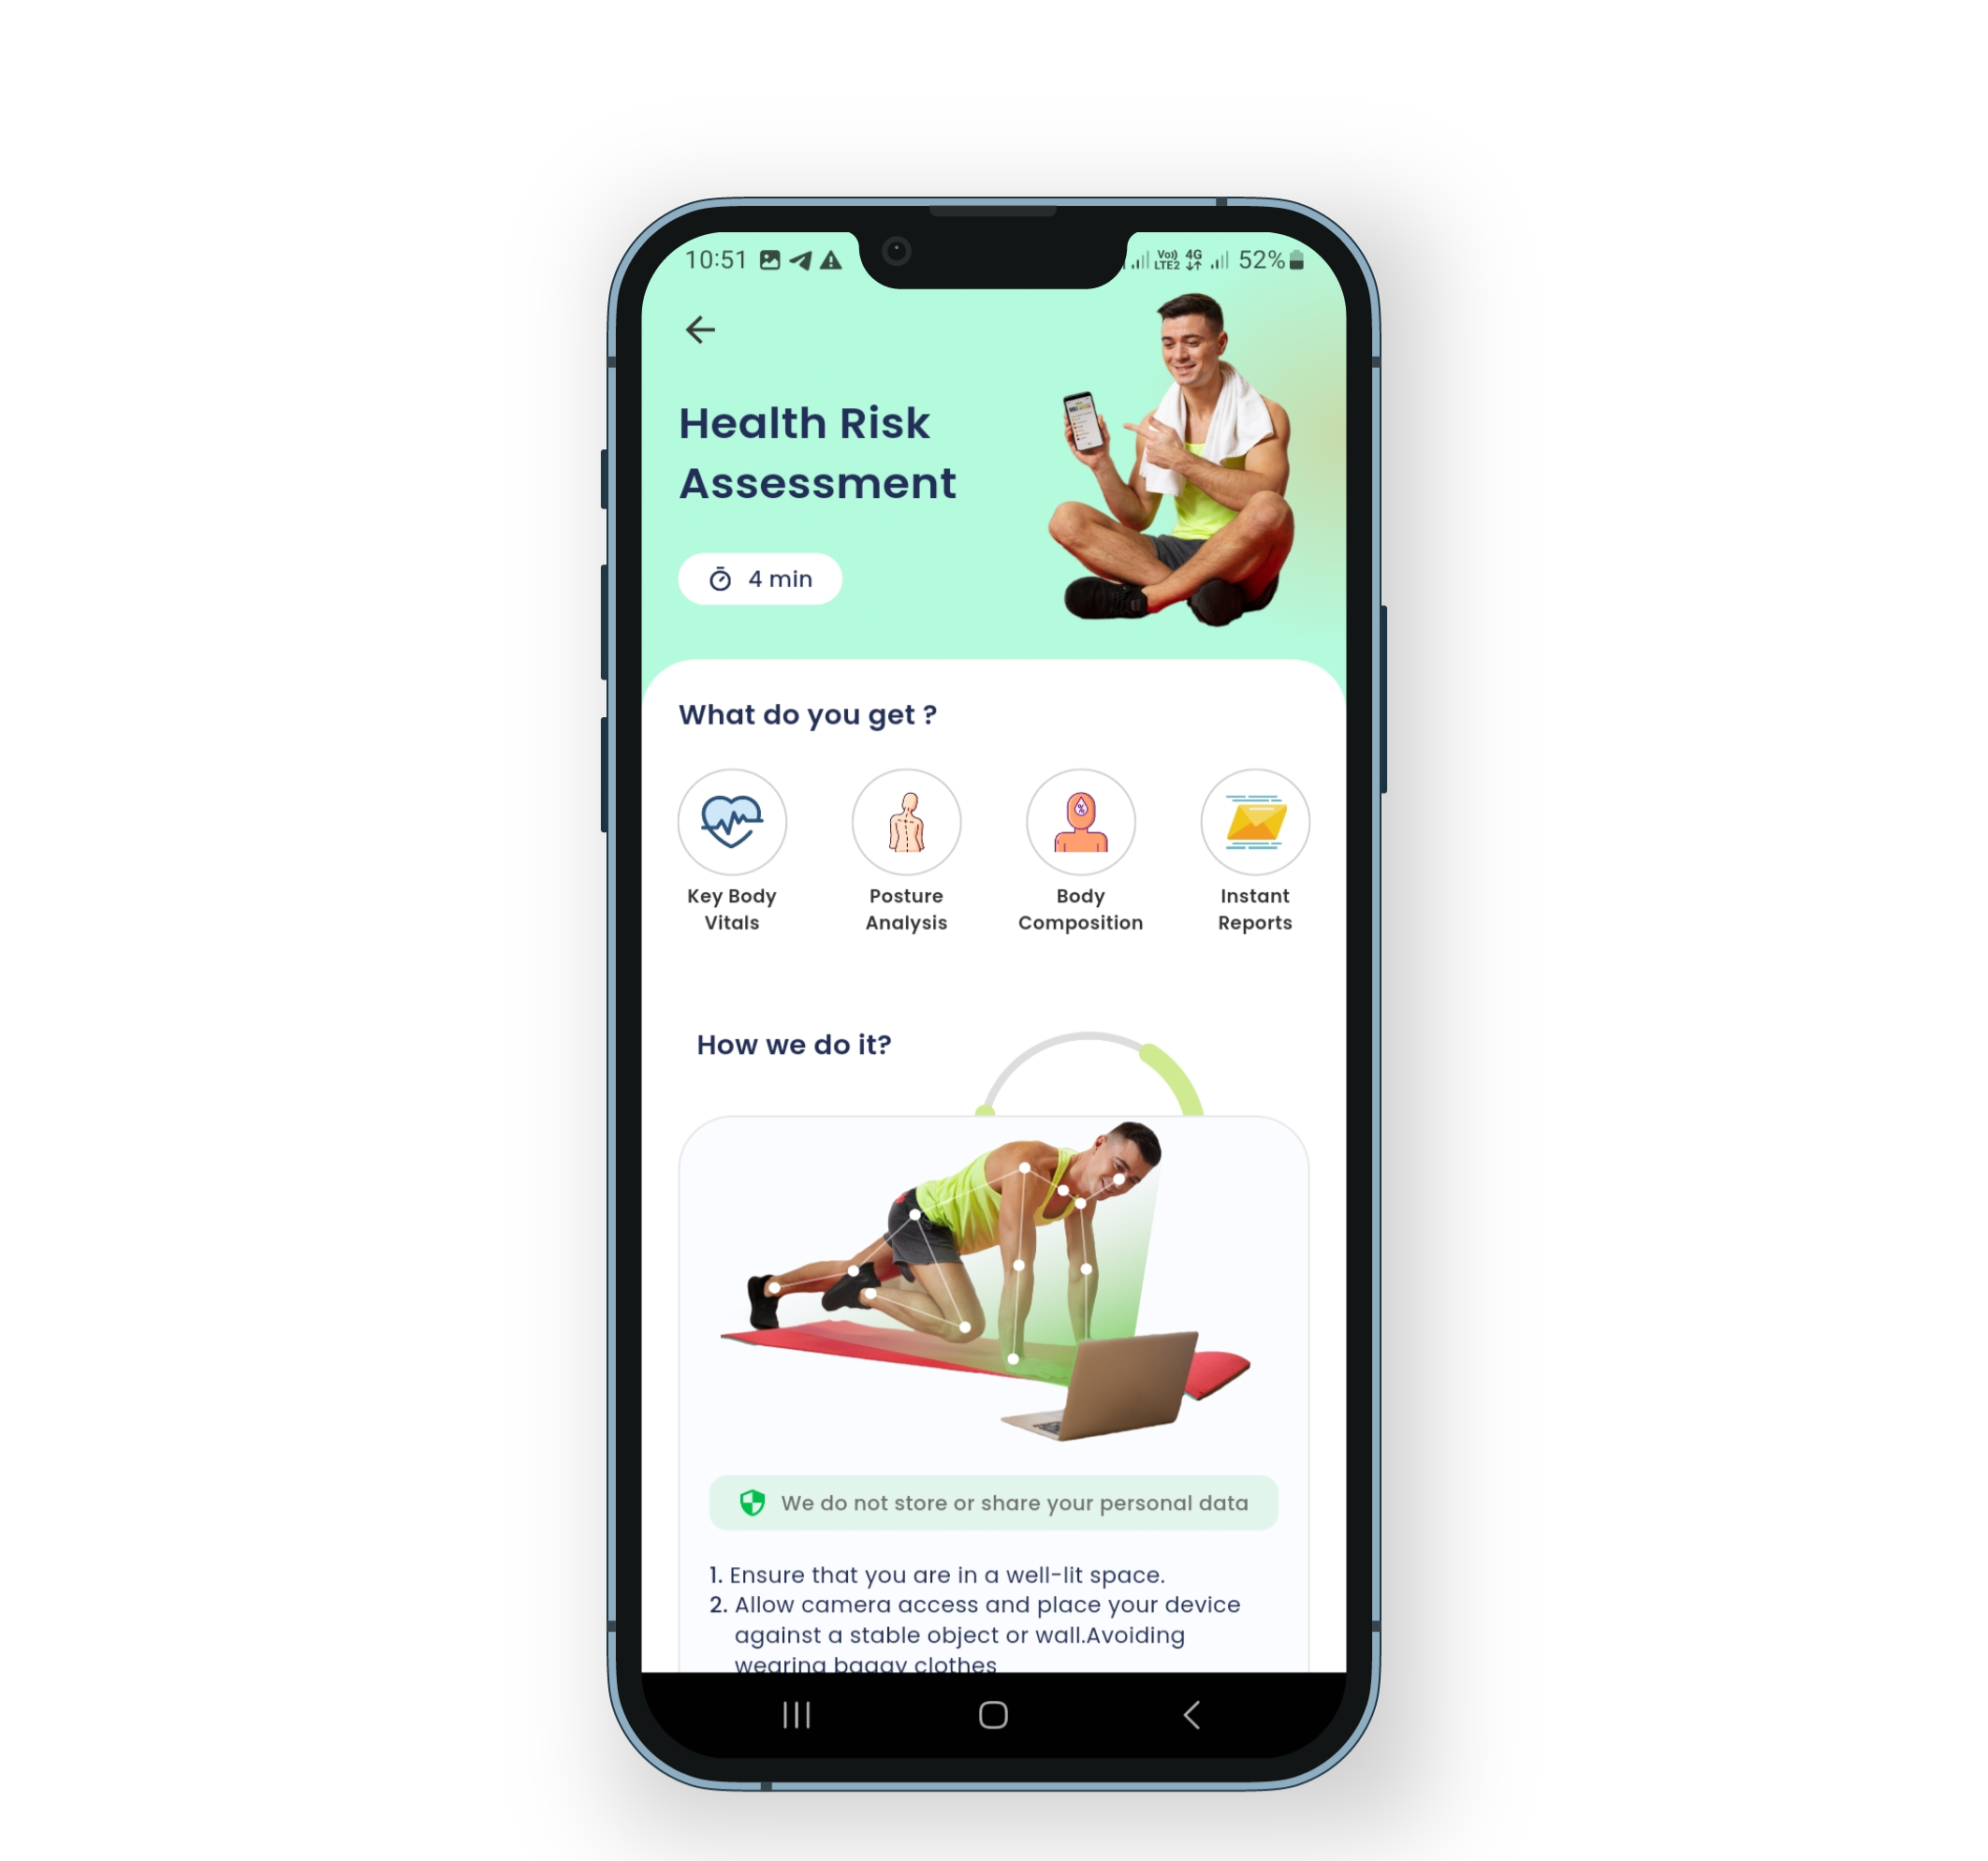 10:51
Vo))
LTE2
4G
52%
Health Risk
Assessment
4 min
What do you get ?
Key Body
Vitals
Posture
Analysis
Body
Composition
Instant
Reports
How we do it?
We do not store or share your personal data
1. Ensure that you are in a well-lit space.
2. Allow camera access and place your device
against a stable object or wall.Avoiding
wearing baggy clothes